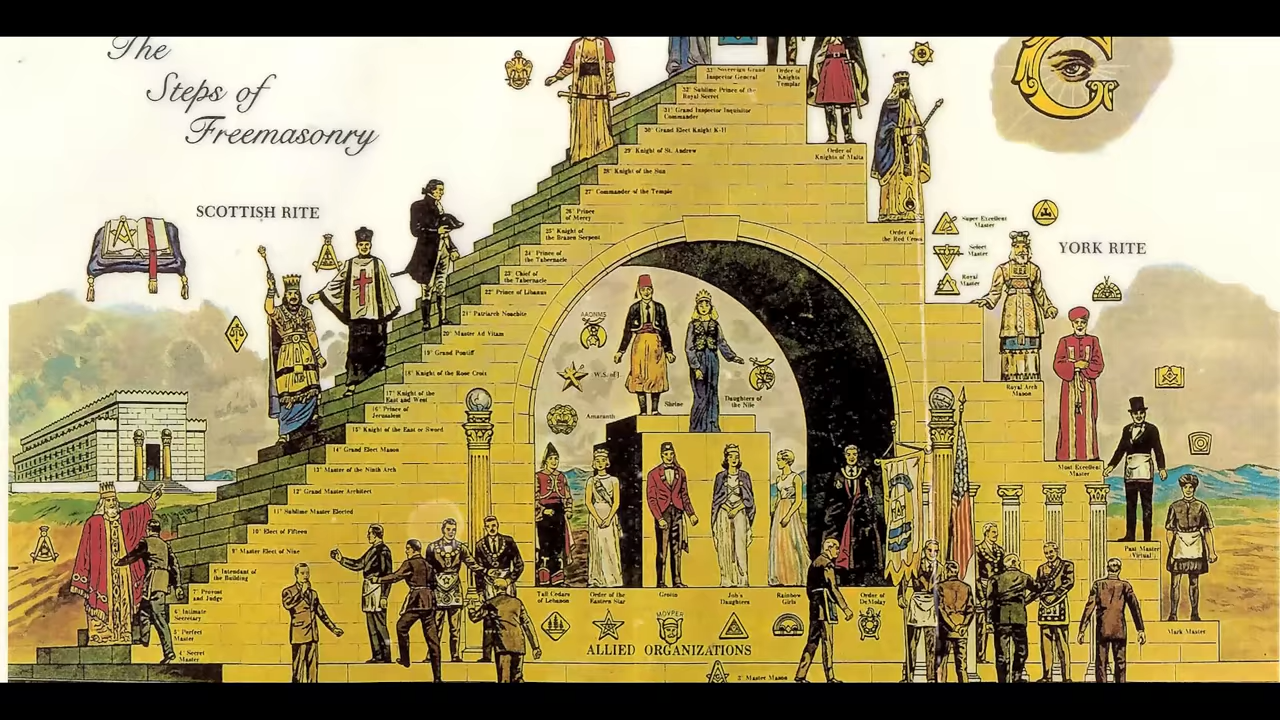 The
Steps of
Freemasonry
SCOTTISH RITE
YORK RITE
33° Sovereign Grand
Inspector General
32° Sublime Prince of the
Royal Secret
31° Grand Inspector Inquisitor
Commander
30° Grand Elect Knight K-H
29° Knight of St. Andrew
28° Knight of the Sun
27° Commander of the Temple
26° Prince
of Mercy
25° Knight of
the Brazen Serpent
24° Prince of
the Tabernacle
23° Chief of
the Tabernacle
22° Prince of Libanus
21° Patriarch Noachite
20° Master Ad Vitam
19° Grand Pontiff
18° Knight of the Rose Croix
17° Knight of the
East and West
16° Prince of
Jerusalem
15° Knight of the East or Sword
14° Grand Elect Mason
13° Master of the Ninth Arch
12° Grand Master Architect
11° Sublime Master Elected
10° Elect of Fifteen
9° Master Elect of Nine
8° Intendant of
the Building
7° Provost
and Judge
6° Intimate
Secretary
5° Perfect
Master
4° Secret
Master
3° Master Mason
Order of
Knights
Templar
Order of
Knights of Malta
Order of
the Red Cross
Super Excellent
Master
Select
Master
Royal
Master
Royal Arch
Mason
Most Excellent
Master
Past Master
(Virtual)
Mark Master
G
AAONMS
W.S. of J.
Amaranth
Shrine
Daughters of
the Nile
Tall Cedars
of Lebanon
Order of the
Eastern Star
Grotto
Job's
Daughters
Rainbow
Girls
Order of
DeMolay
MOVPER
ALLIED ORGANIZATIONS